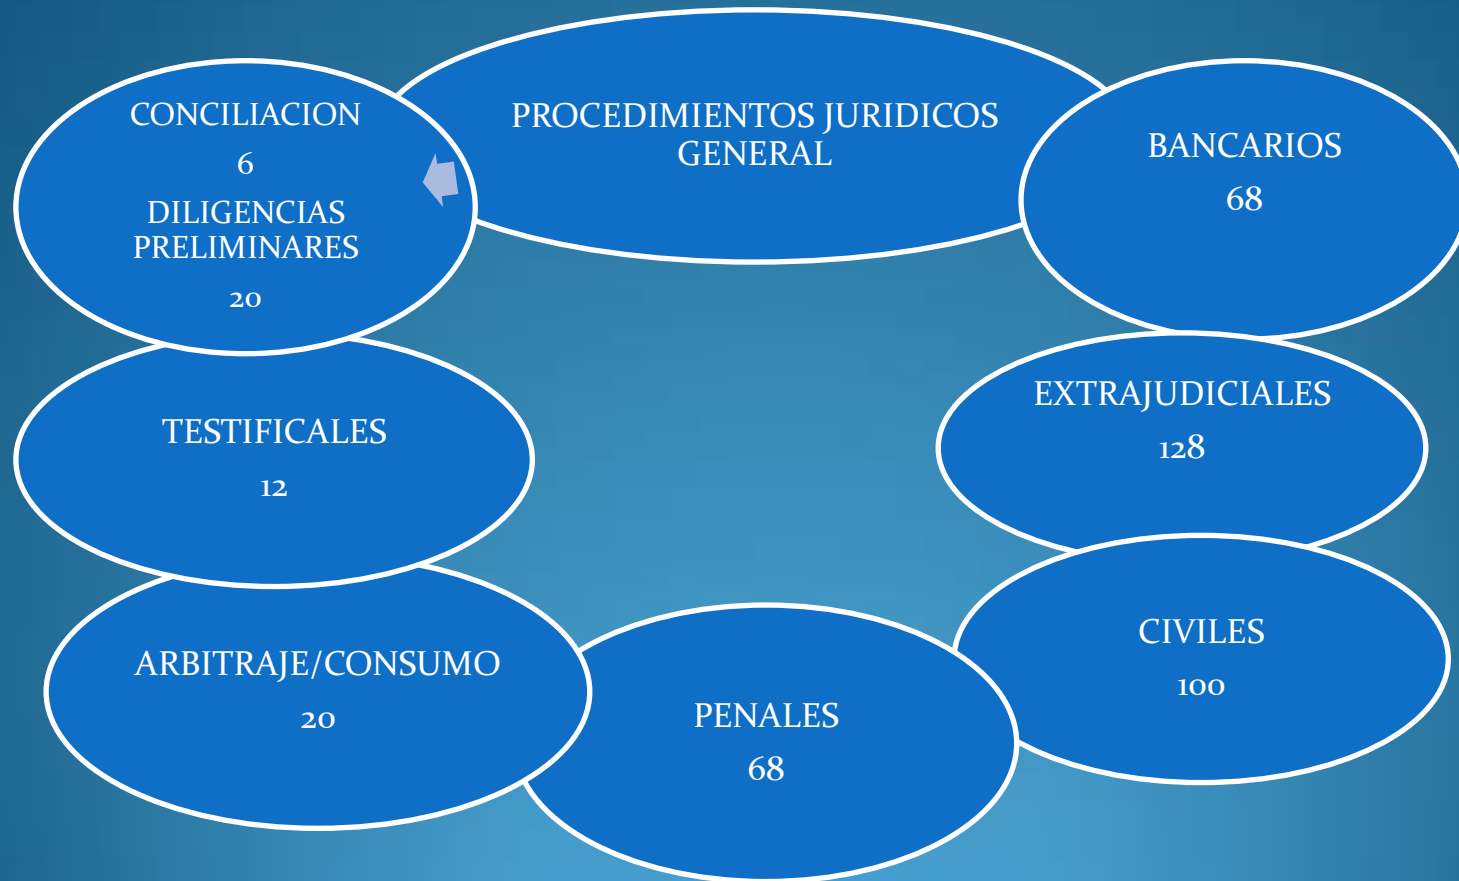 PROCEDIMIENTOS JURIDICOS
GENERAL
BANCARIOS
68
EXTRAJUDICIALES
128
CIVILES
100
PENALES
68
ARBITRAJE/CONSUMO
20
TESTIFICALES
12
CONCILIACION
6
DILIGENCIAS
PRELIMINARES
20